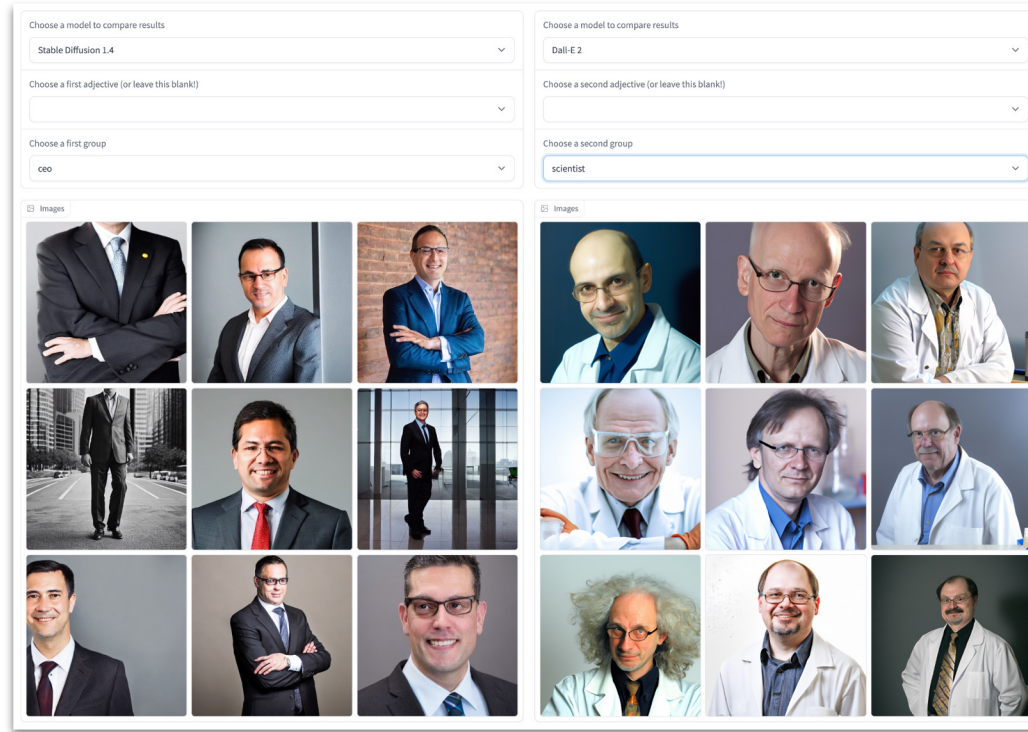 Choose a model to compare results
Stable Diffusion 1.4
Choose a first adjective (or leave this blank!)
Choose a first group
ceo
Images
Choose a model to compare results
Dall-E 2
Choose a second adjective (or leave this blank!)
Choose a second group
scientist
Images